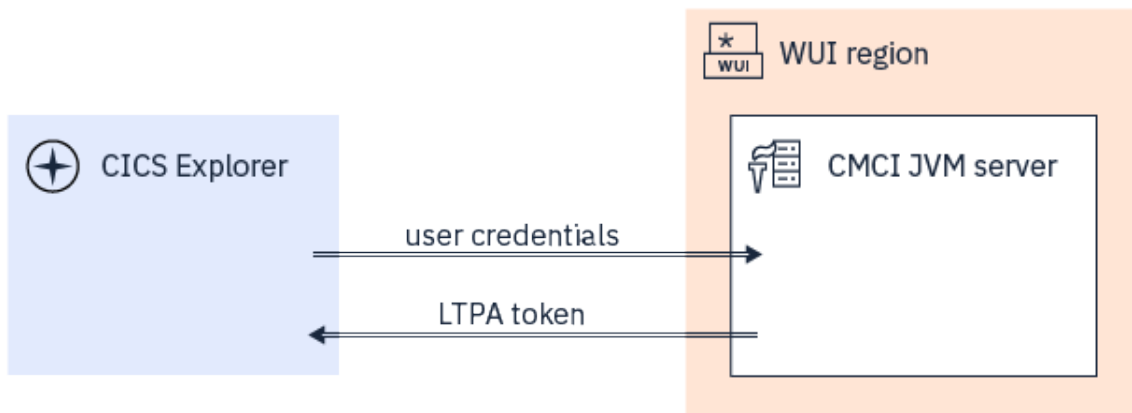 *
WUI
WUI region
CICS Explorer
CMCI JVM server
user credentials
LTPA token